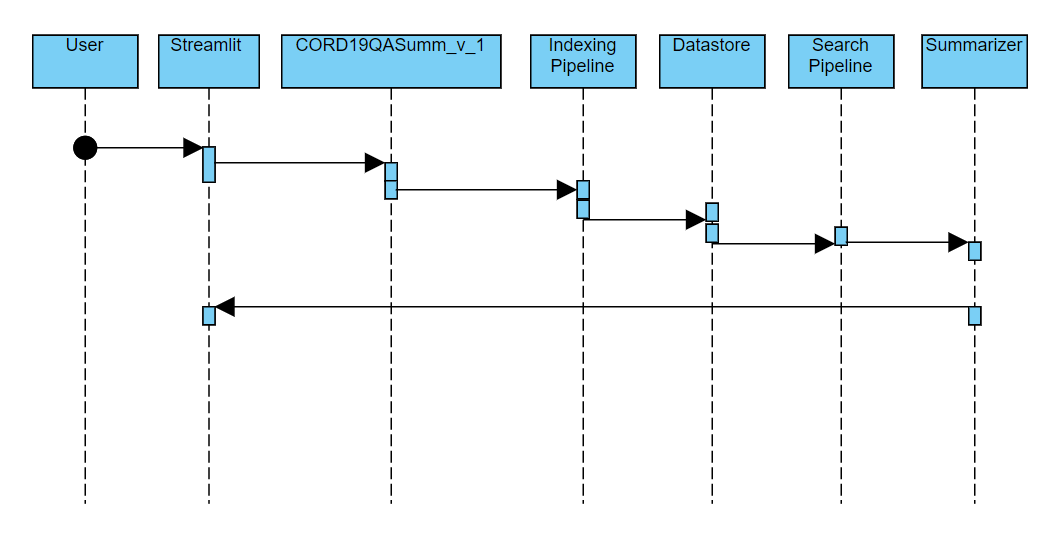 User
Streamlit
CORD19QASumm_v_1
Indexing
Pipeline
Datastore
Search
Pipeline
Summarizer